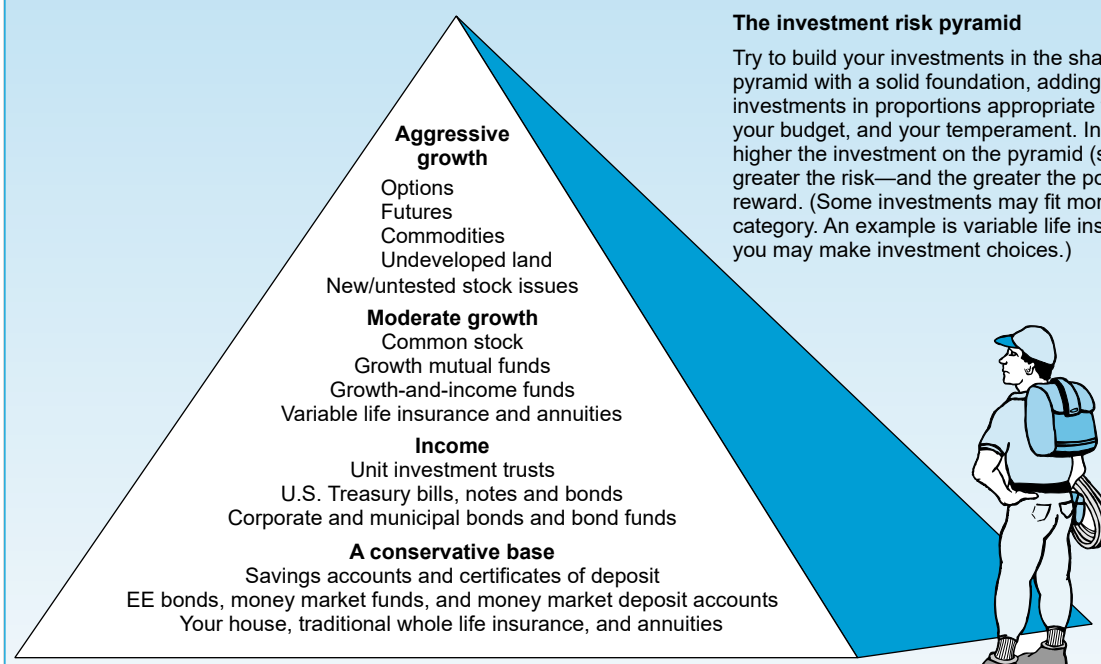 The investment risk pyramid
Try to build your investments in the
pyramid with a solid foundation, adding
investments in proportions appropriate
your budget, and your temperament. In
higher the investment on the pyramid
greater the risk—and the greater the
reward. (Some investments may fit
category. An example is variable life
you may make investment choices.)
Aggressive
growth
Options
Futures
Commodities
Undeveloped land
New/untested stock issues
Moderate growth
Common stock
Growth mutual funds
Growth-and-income funds
Variable life insurance and annuities
Income
Unit investment trusts
U.S. Treasury bills, notes and bonds
Corporate and municipal bonds and bond funds
A conservative base
Savings accounts and certificates of deposit
EE bonds, money market funds, and money market deposit accounts
Your house, traditional whole life insurance, and annuities